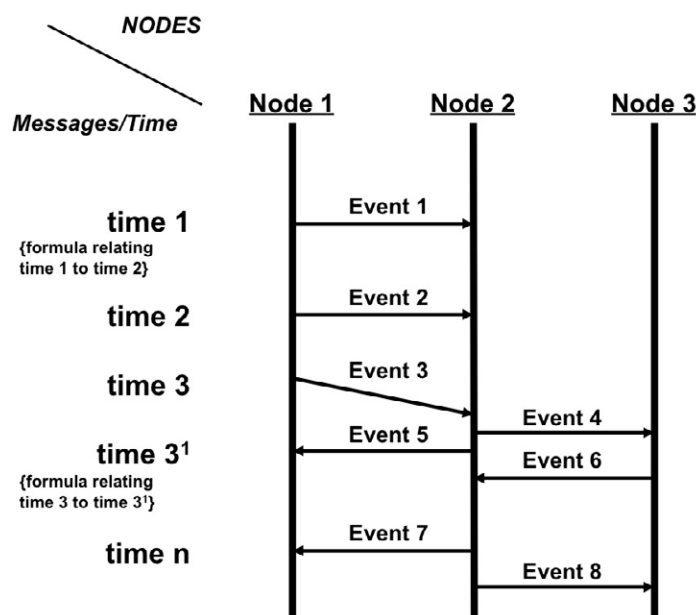 NODES
Messages/Time
Node 1 Node 2 Node 3
time 1
Event 1
{formula relating
time 1 to time 2}
time 2
Event 2
time 3
Event 3
Event 4
time 3¹
Event 5
Event 6
{formula relating
time 3 to time 3¹}
time n
Event 7
Event 8